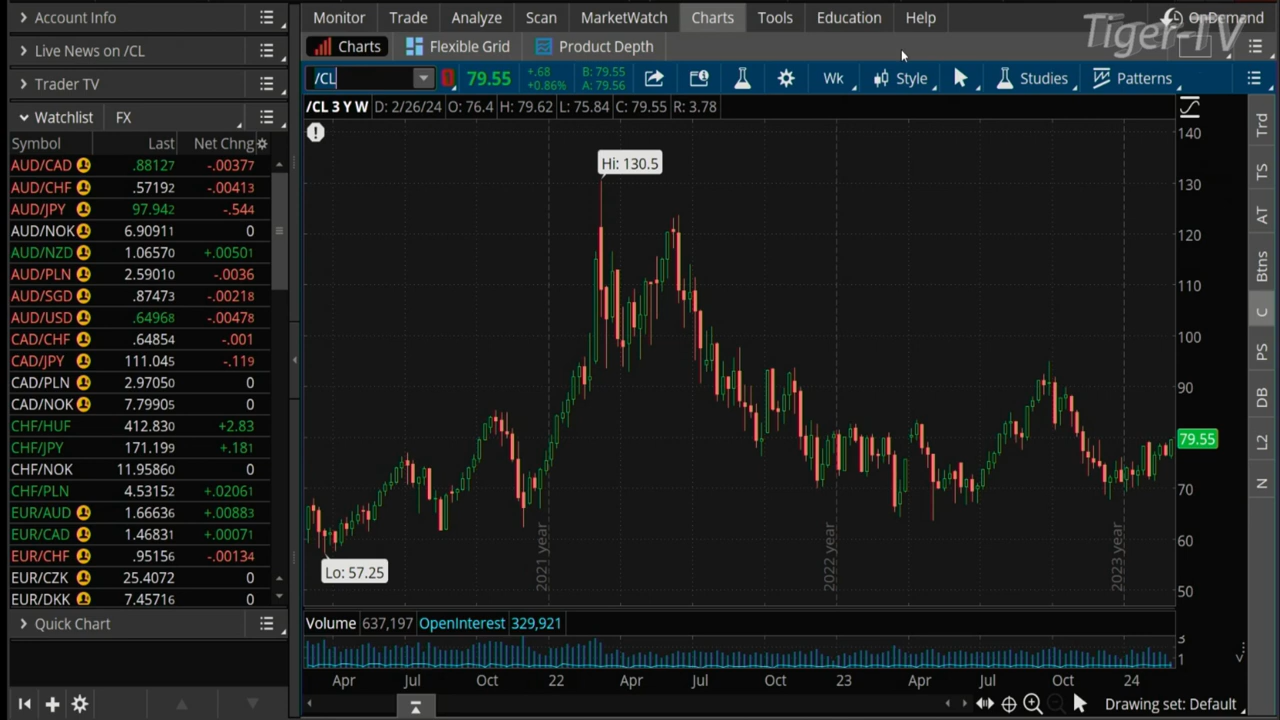 Account Info
Live News on /CL
Trader TV
Watchlist FX
Symbol Last Net Chng
AUD/CAD .88127 -.00377
AUD/CHF .57192 -.00413
AUD/JPY 97.942 -.544
AUD/NOK 6.90911 0
AUD/NZD 1.06570 +.00501
AUD/PLN 2.59010 -.0036
AUD/SGD .87473 -.00218
AUD/USD .64968 -.00478
CAD/CHF .64854 -.001
CAD/JPY 111.045 -.119
CAD/PLN 2.97050 0
CAD/NOK 7.79905 0
CHF/HUF 412.830 +2.83
CHF/JPY 171.199 +.181
CHF/NOK 11.95860 0
CHF/PLN 4.53152 +.02061
EUR/AUD 1.66636 +.00883
EUR/CAD 1.46831 +.00071
EUR/CHF .95156 -.00134
EUR/CZK 25.4072 0
EUR/DKK 7.45716 0
Quick Chart
Monitor Trade Analyze Scan MarketWatch Charts Tools Education Help
OnDemand
Tiger-TV
Charts Flexible Grid Product Depth
/CL 79.55 +.68 B: 79.55 Wk Style Studies Patterns
+0.86% A: 79.56
/CL 3 Y W D: 2/26/24 O: 76.4 H: 79.62 L: 75.84 C: 79.55 R: 3.78
Hi: 130.5
Lo: 57.25
140
130
120
110
100
90
79.55
70
60
50
2021 year
2022 year
2023 year
Volume 637,197 OpenInterest 329,921
3
1
Apr Jul Oct 22 Apr Jul Oct 23 Apr Jul Oct 24
Drawing set: Default
Trd
TS
AT
Btns
C
PS
DB
L2
N